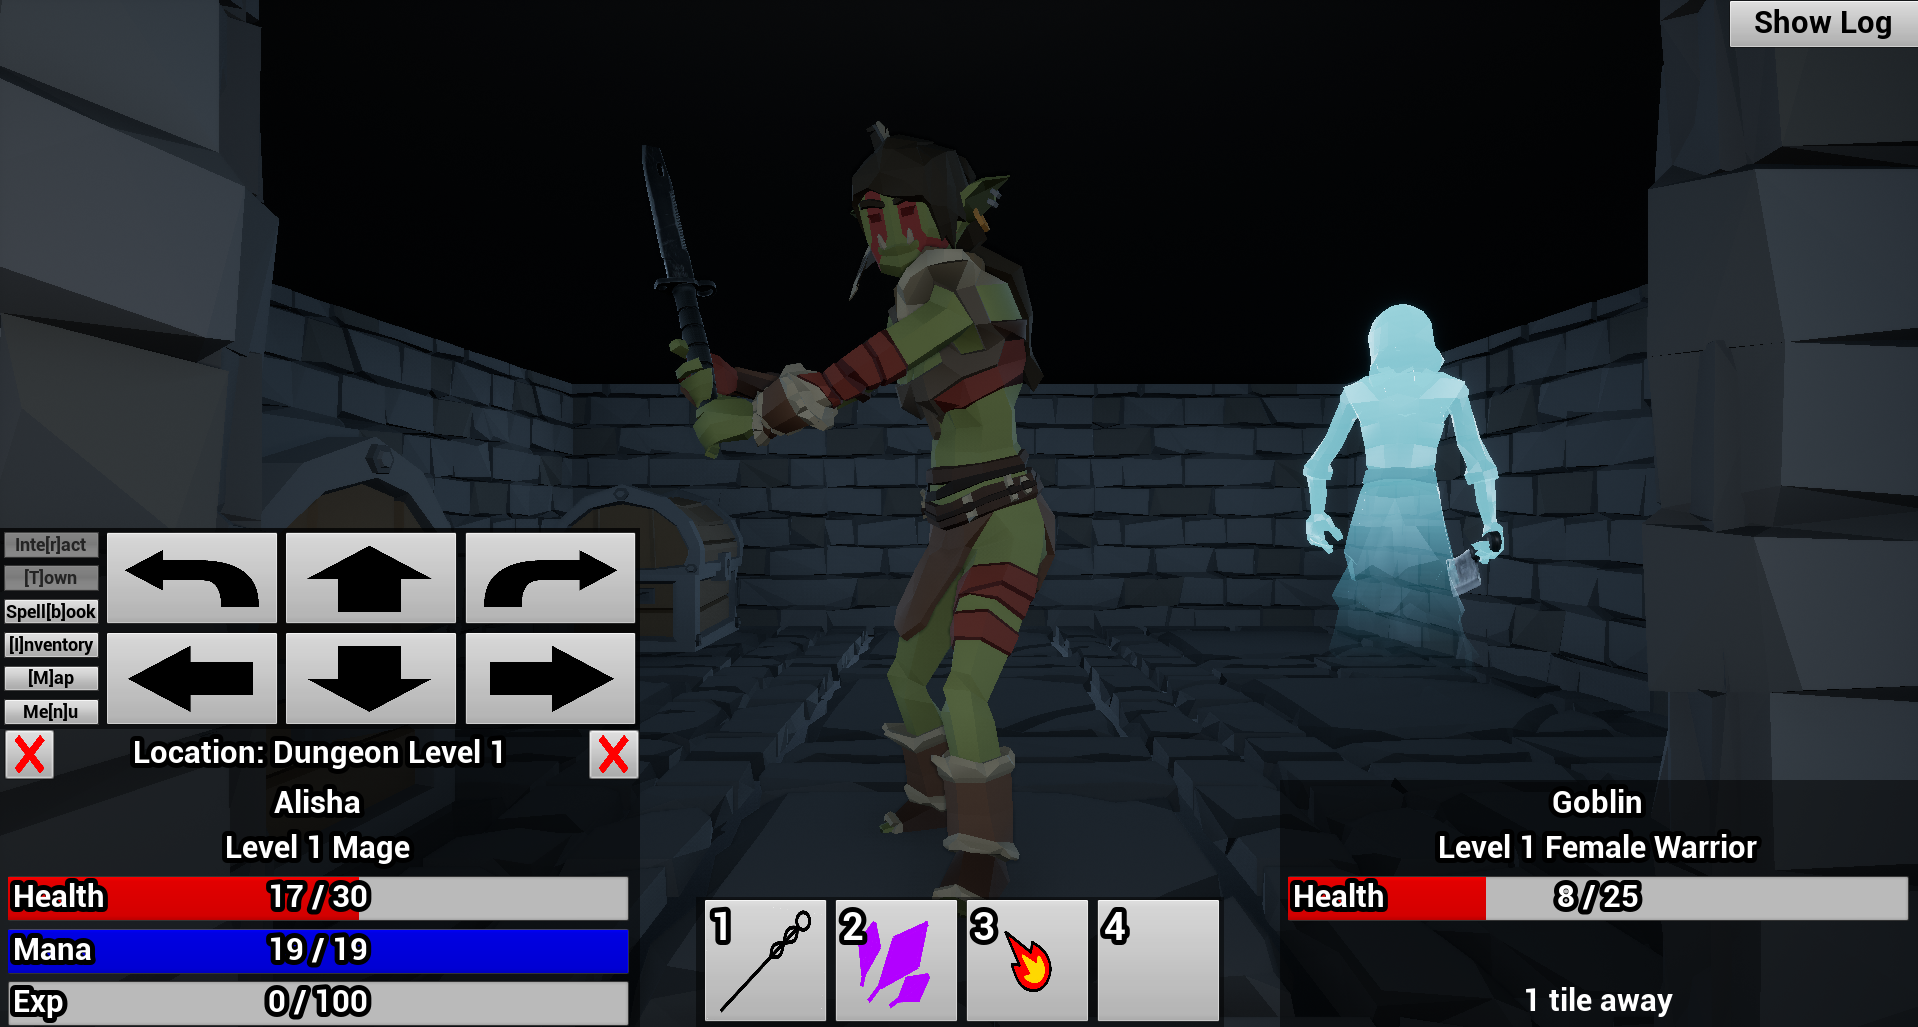 Show Log
Inte[r]act
[T]own
Spell[b]ook
[I]nventory
[M]ap
Me[n]u
Location: Dungeon Level 1
Alisha
Level 1 Mage
Health 17 / 30
Mana 19 / 19
Exp 0 / 100
1 2 3 4
Goblin
Level 1 Female Warrior
Health 8 / 25
1 tile away